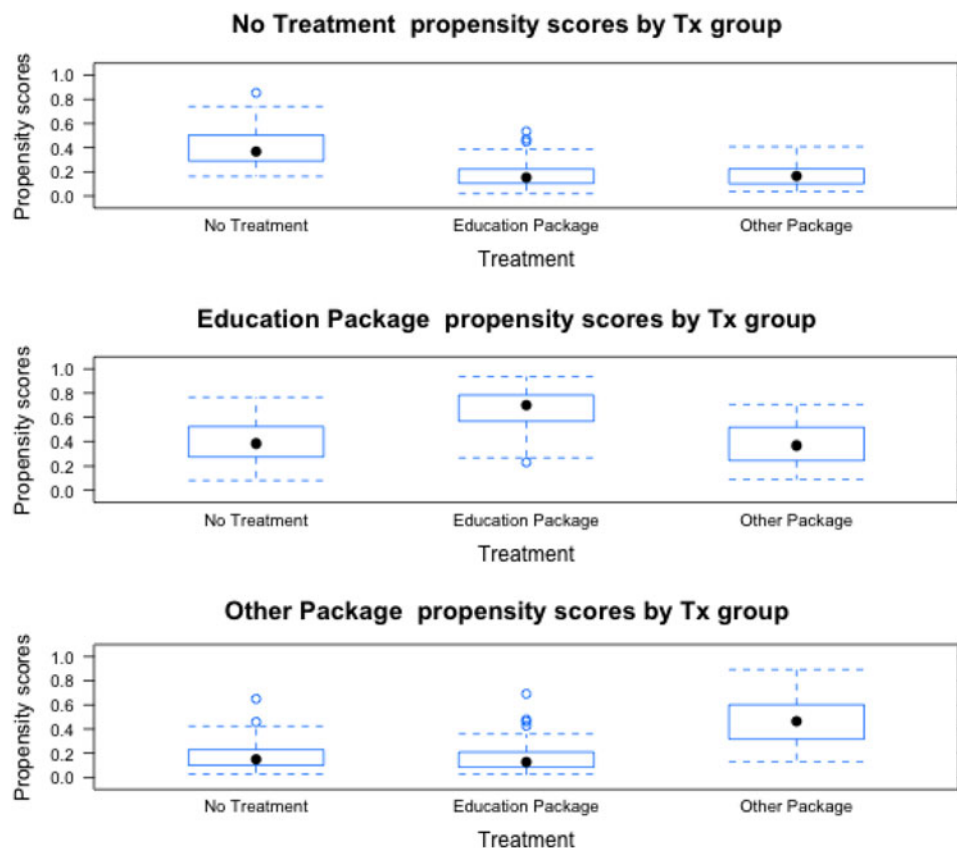 No Treatment propensity scores by Tx group
Propensity scores
1.0
0.8
0.6
0.4
0.2
0.0
No Treatment Education Package Other Package
Treatment
Education Package propensity scores by Tx group
Propensity scores
1.0
0.8
0.6
0.4
0.2
0.0
No Treatment Education Package Other Package
Treatment
Other Package propensity scores by Tx group
Propensity scores
1.0
0.8
0.6
0.4
0.2
0.0
No Treatment Education Package Other Package
Treatment